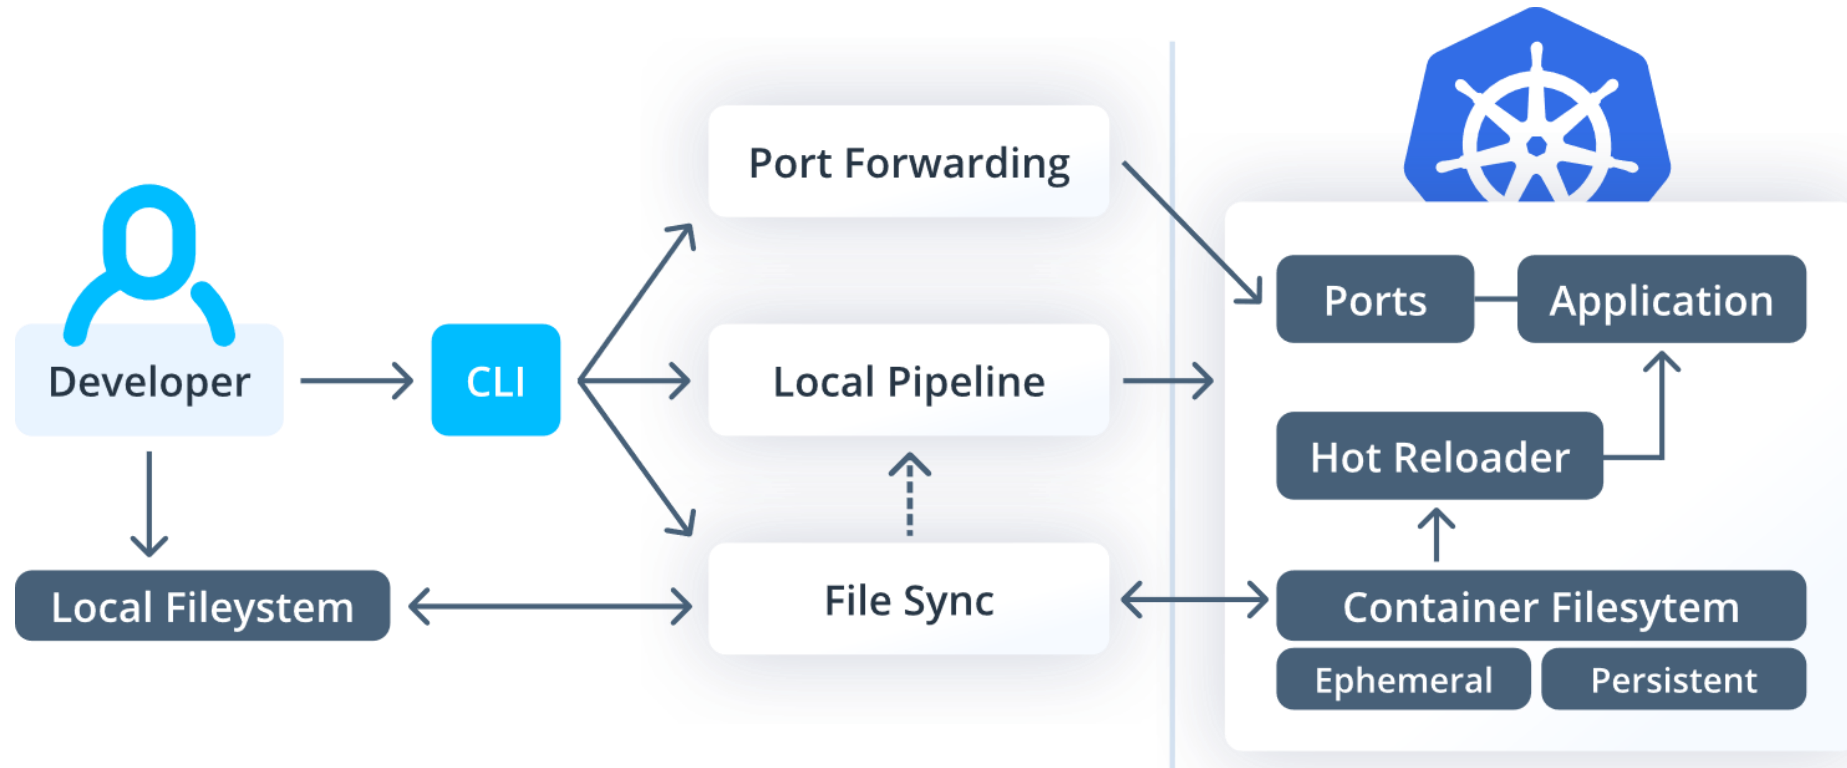 Port Forwarding
Ports
Application
Developer
CLI
Local Pipeline
Hot Reloader
Local Fileystem
File Sync
Container Filesytem
Ephemeral
Persistent